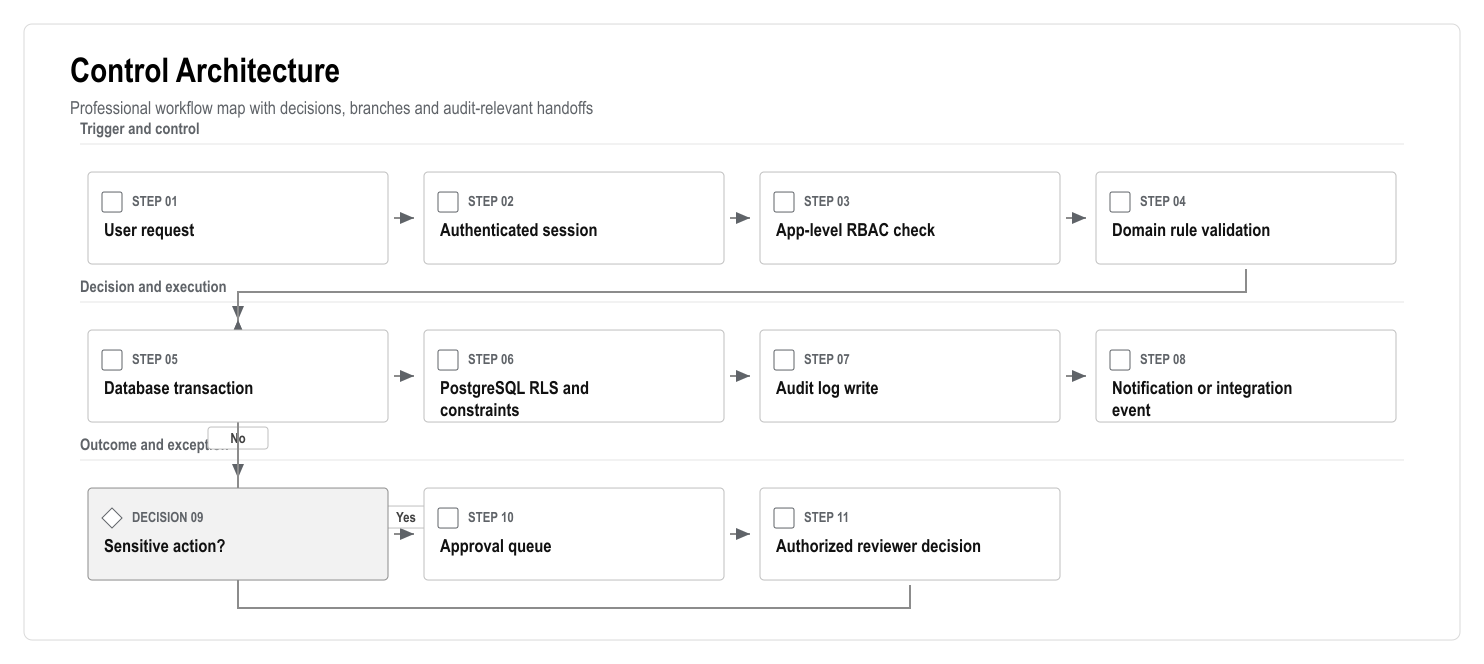 Control Architecture
Professional workflow map with decisions, branches and audit-relevant handoffs
Trigger and control
STEP 01
User request
STEP 02
Authenticated session
STEP 03
App-level RBAC check
STEP 04
Domain rule validation
Decision and execution
STEP 05
Database transaction
STEP 06
PostgreSQL RLS and
constraints
STEP 07
Audit log write
STEP 08
Notification or integration
event
No
Outcome and
DECISION 09
Sensitive action?
Yes
STEP 10
Approval queue
STEP 11
Authorized reviewer decision